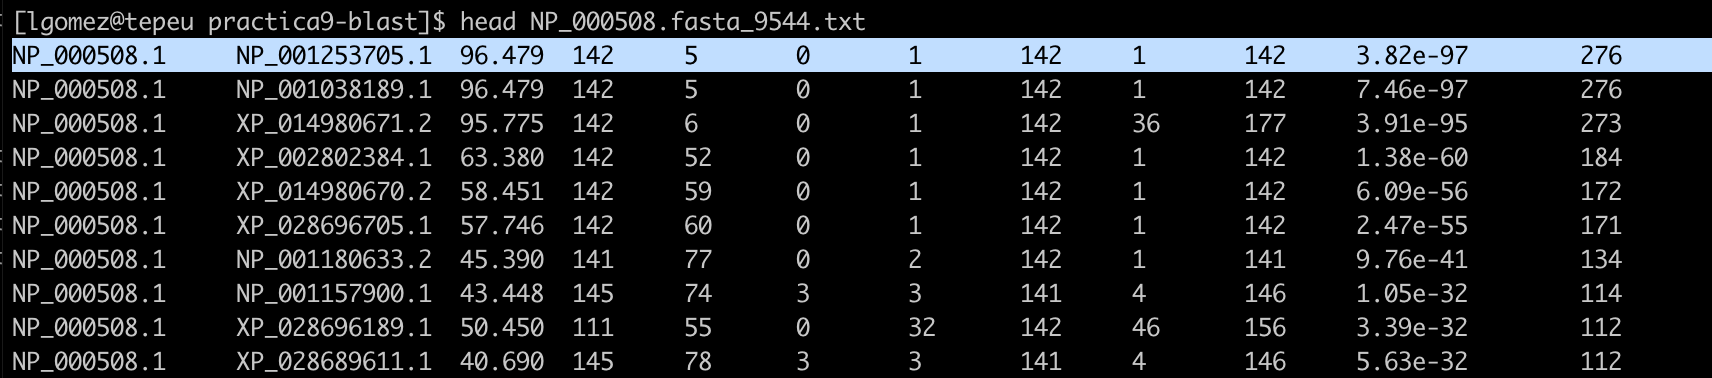 [lgomez@tepeu practica9-blast]$ head NP_000508.fasta_9544.txt
NP_000508.1 NP_001253705.1 96.479 142 5 0 1 142 1 142 3.82e-97 276
NP_000508.1 NP_001038189.1 96.479 142 5 0 1 142 1 142 7.46e-97 276
NP_000508.1 XP_014980671.2 95.775 142 6 0 1 142 36 177 3.91e-95 273
NP_000508.1 XP_002802384.1 63.380 142 52 0 1 142 1 142 1.38e-60 184
NP_000508.1 XP_014980670.2 58.451 142 59 0 1 142 1 142 6.09e-56 172
NP_000508.1 XP_028696705.1 57.746 142 60 0 1 142 1 142 2.47e-55 171
NP_000508.1 NP_001180633.2 45.390 141 77 0 2 142 1 141 9.76e-41 134
NP_000508.1 NP_001157900.1 43.448 145 74 3 3 141 4 146 1.05e-32 114
NP_000508.1 XP_028696189.1 50.450 111 55 0 32 142 46 156 3.39e-32 112
NP_000508.1 XP_028689611.1 40.690 145 78 3 3 141 4 146 5.63e-32 112